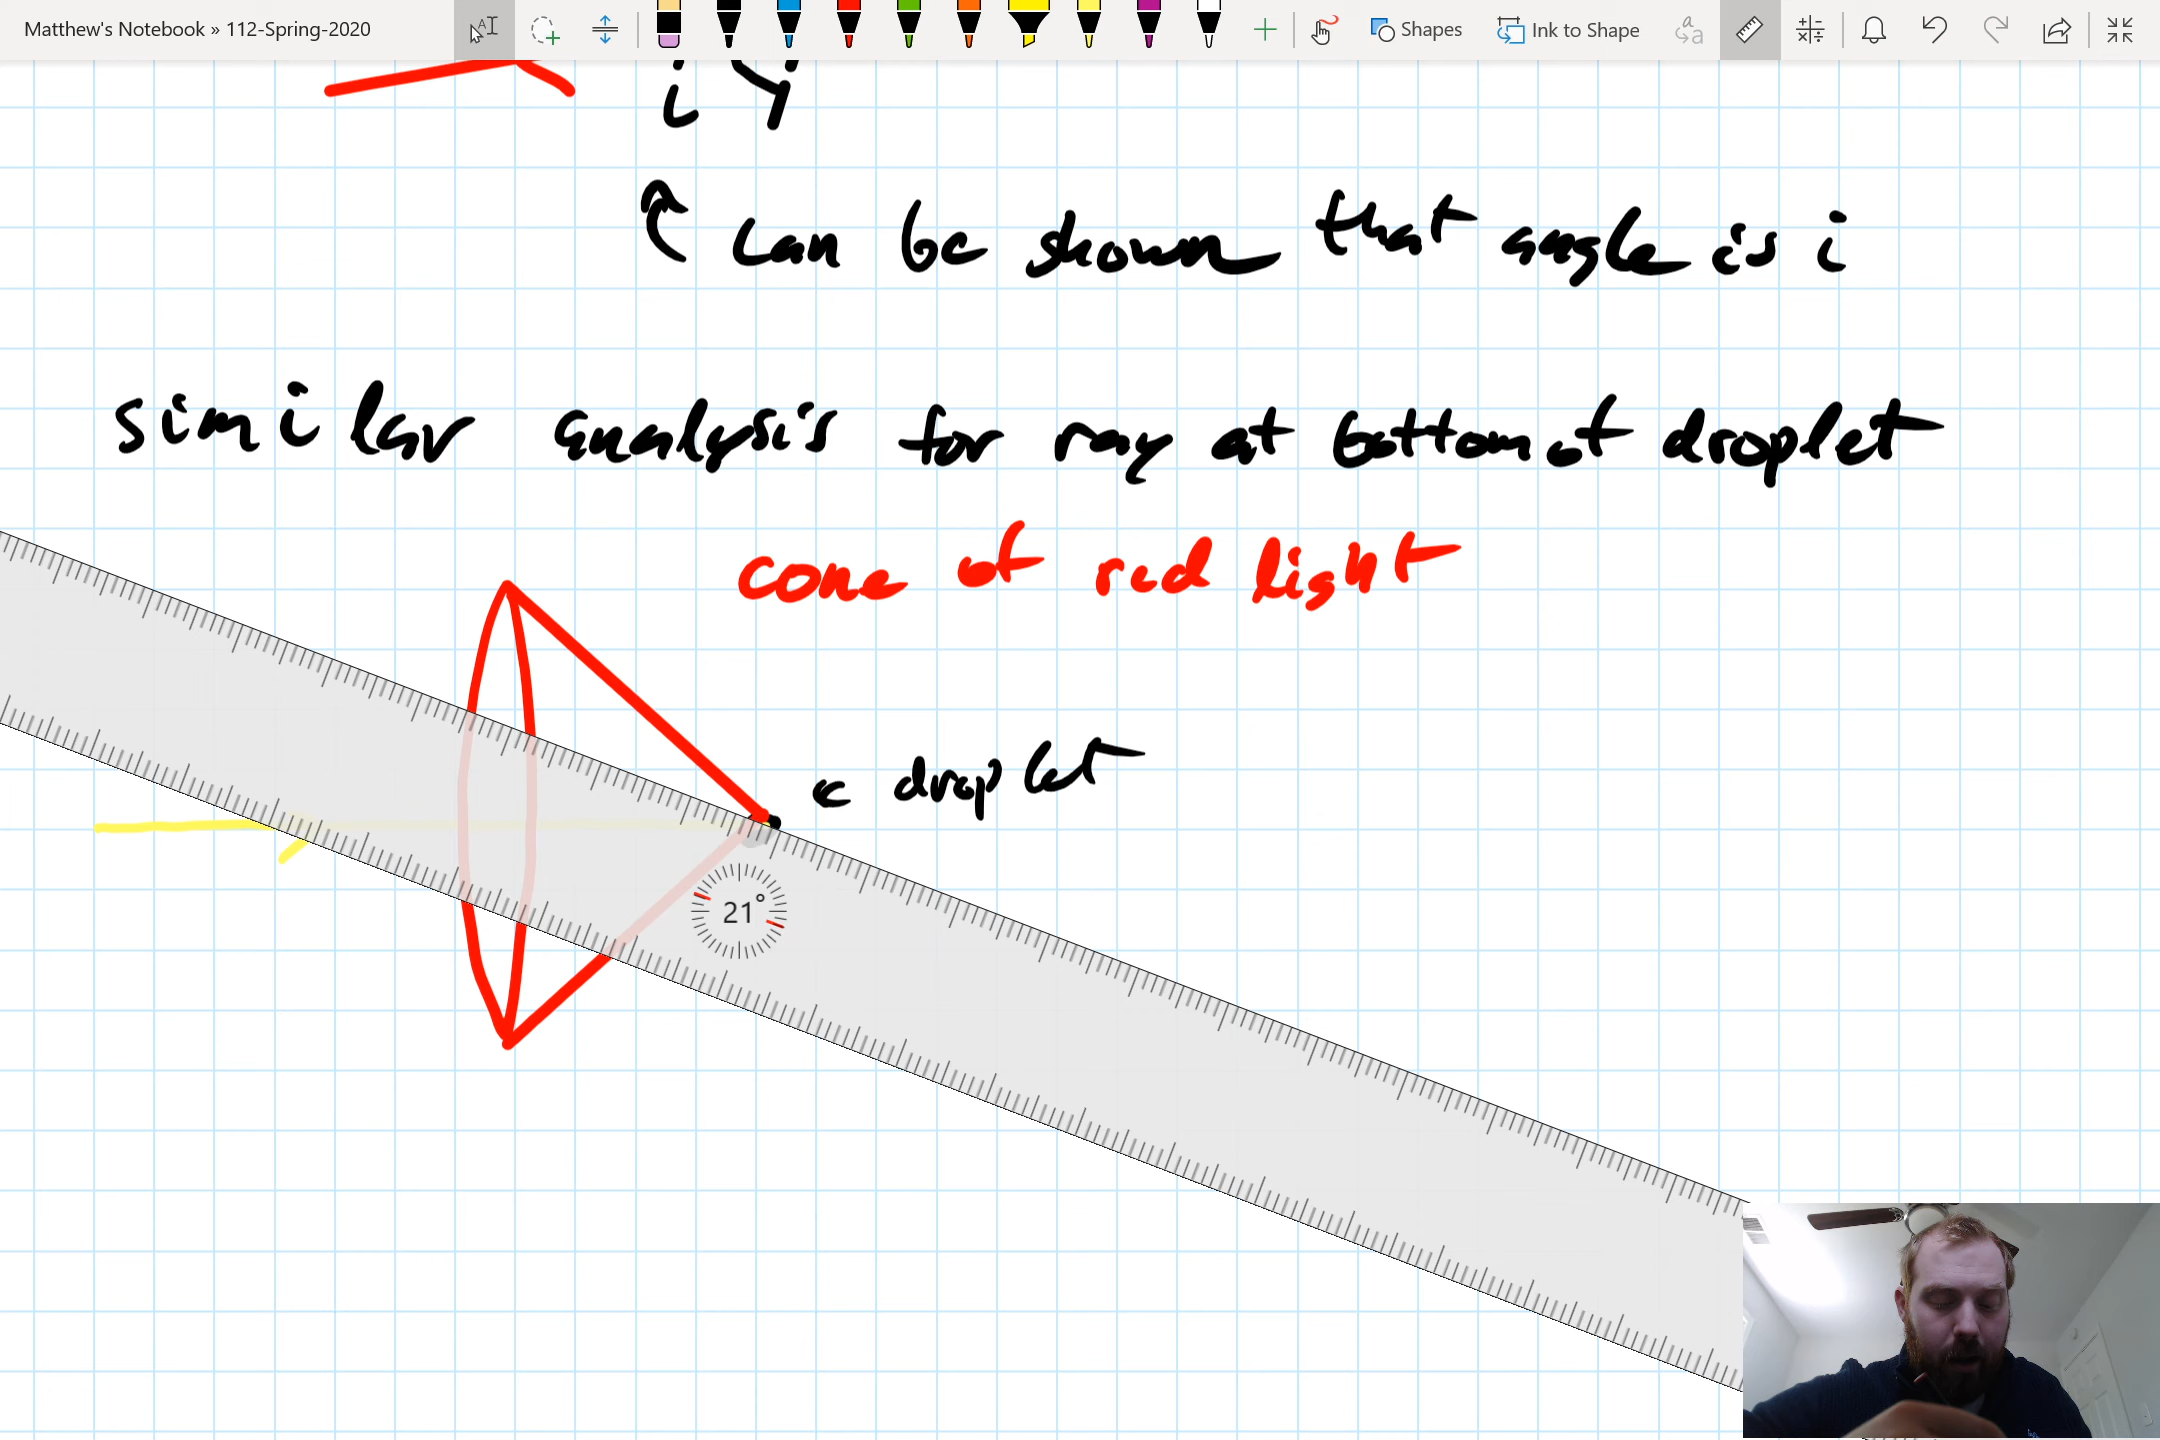 Matthew's Notebook » 112-Spring-2020
Shapes
Ink to Shape
i i
can be shown that angle is i
similar analysis for ray at bottom of droplet
cone of red light
droplet
21°